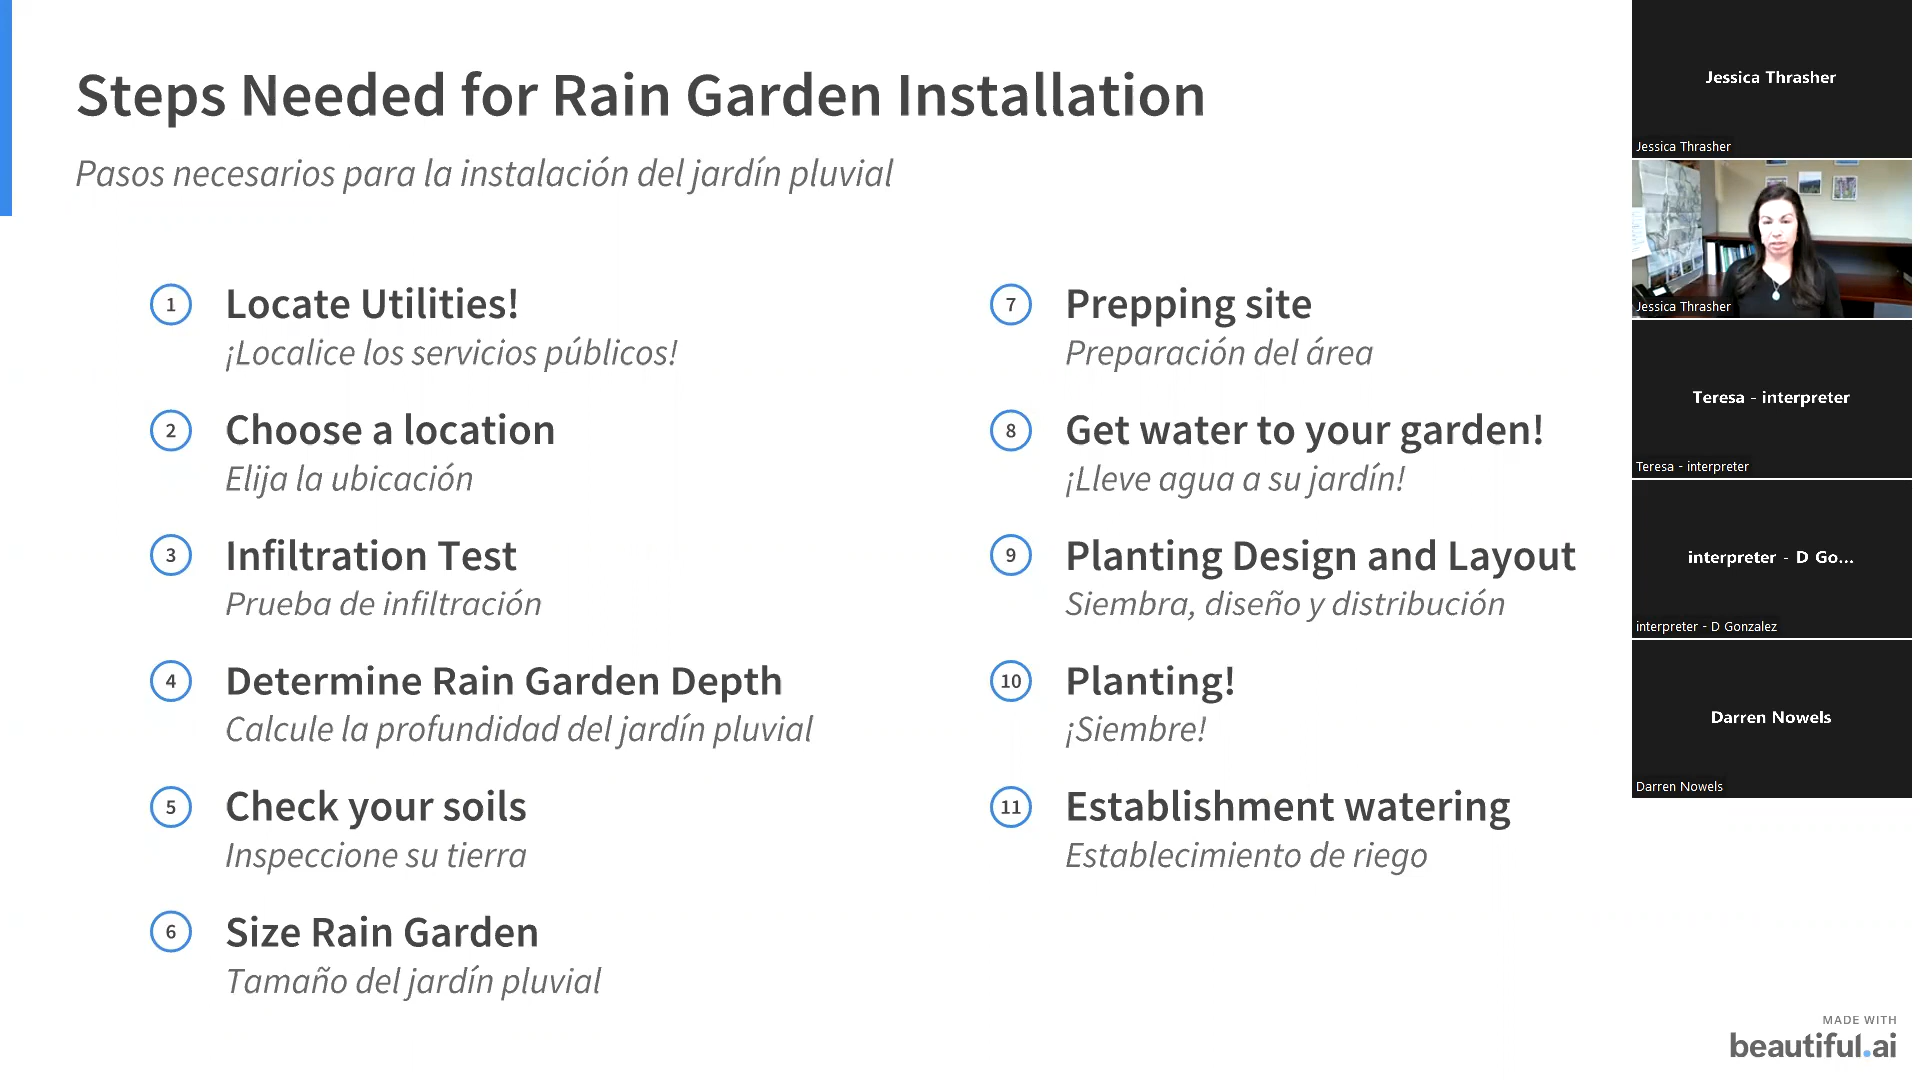 Steps Needed for Rain Garden Installation
Pasos necesarios para la instalación del jardín pluvial
1
Locate Utilities!
¡Localice los servicios públicos!
2
Choose a location
Elija la ubicación
3
Infiltration Test
Prueba de infiltración
4
Determine Rain Garden Depth
Calcule la profundidad del jardín pluvial
5
Check your soils
Inspeccione su tierra
6
Size Rain Garden
Tamaño del jardín pluvial
7
Prepping site
Preparación del área
8
Get water to your garden!
¡Lleve agua a su jardín!
9
Planting Design and Layout
Siembra, diseño y distribución
10
Planting!
¡Siembre!
11
Establishment watering
Establecimiento de riego
Jessica Thrasher
Jessica Thrasher
Jessica Thrasher
Teresa - interpreter
Teresa - interpreter
interpreter - D Go...
interpreter - D Gonzalez
Darren Nowels
Darren Nowels
MADE WITH
beautiful.ai